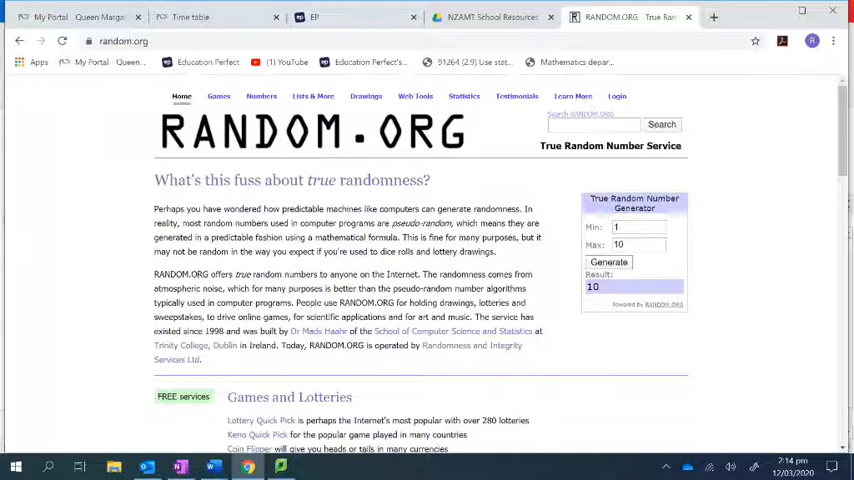 My Portal Queen Marga
Time table
EP
NZAMT School Resources
RANDOM.ORG True Ran
random.org
R
Apps
My Portal - Queen...
Education Perfect
(1) YouTube
Education Perfect's...
91264 (2.9) Use stat...
Mathematics depar...
Home Games Numbers Lists & More Drawings Web Tools Statistics Testimonials Learn More Login
RANDOM.ORG
Search RANDOM.ORG
Search
True Random Number Service
What's this fuss about true randomness?
Perhaps you have wondered how predictable machines like computers can generate randomness. In
reality, most random numbers used in computer programs are pseudo-random, which means they are
generated in a predictable fashion using a mathematical formula. This is fine for many purposes, but it
may not be random in the way you expect if you're used to dice rolls and lottery drawings.
RANDOM.ORG offers true random numbers to anyone on the Internet. The randomness comes from
atmospheric noise, which for many purposes is better than the pseudo-random number algorithms
typically used in computer programs. People use RANDOM.ORG for holding drawings, lotteries and
sweepstakes, to drive online games, for scientific applications and for art and music. The service has
existed since 1998 and was built by Dr Mads Haahr of the School of Computer Science and Statistics at
Trinity College, Dublin in Ireland. Today, RANDOM.ORG is operated by Randomness and Integrity
Services Ltd.
True Random Number
Generator
Min: 1
Max: 10
Generate
Result:
10
Powered by RANDOM.ORG
FREE services
Games and Lotteries
Lottery Quick Pick is perhaps the Internet's most popular with over 280 lotteries
Keno Quick Pick for the popular game played in many countries
Coin Flipper will give you heads or tails in many currencies
2:14 pm
12/03/2020